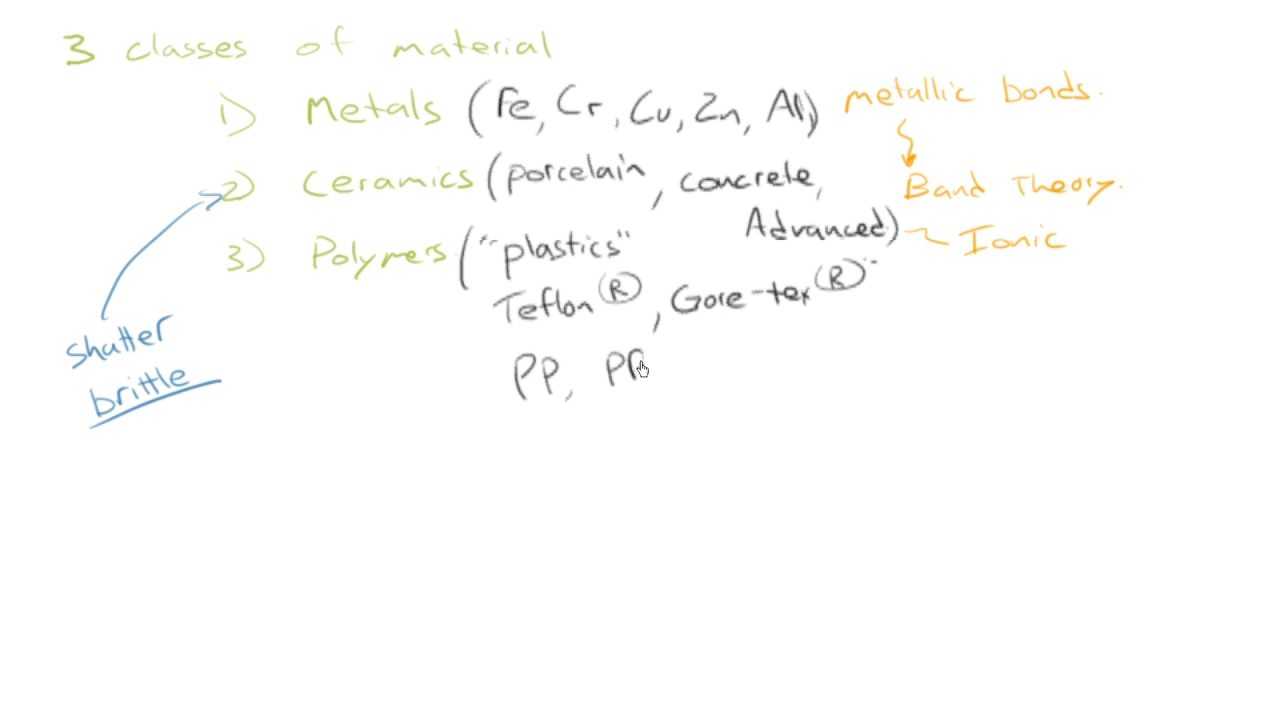 3 classes of material
1) Metals (Fe, Cr, Cu, Zn, Al) metallic bonds.
2) Ceramics (porcelain, concrete, Band Theory.
Advanced) Ionic
3) Polymers ("plastics"
Teflon®, Gore-tex®
PP,
shatter
brittle